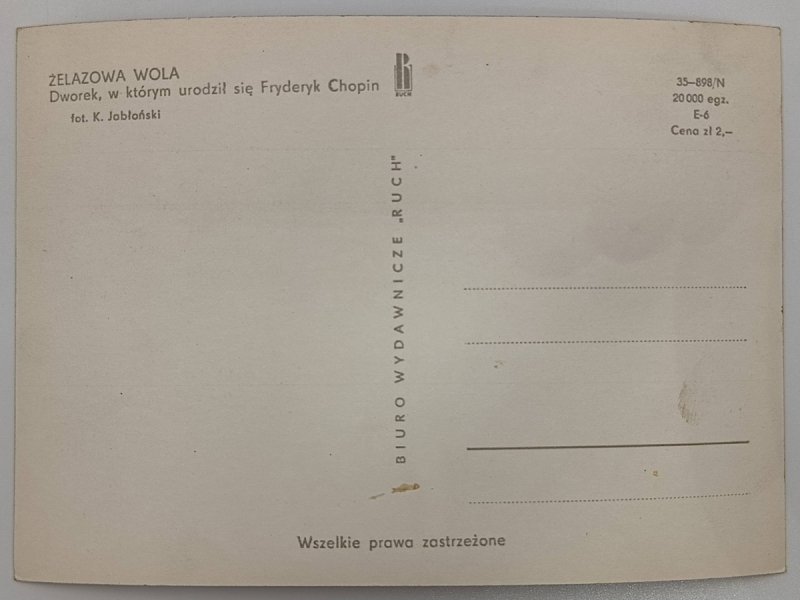 ŻELAZOWA WOLA
Dworek, w którym urodził się Fryderyk Chopin
fot. K. Jabłoński
RUCH
35-898/N
20 000 egz.
E-6
Cena zł 2,-
BIURO WYDAWNICZE „RUCH"
Wszelkie prawa zastrzeżone